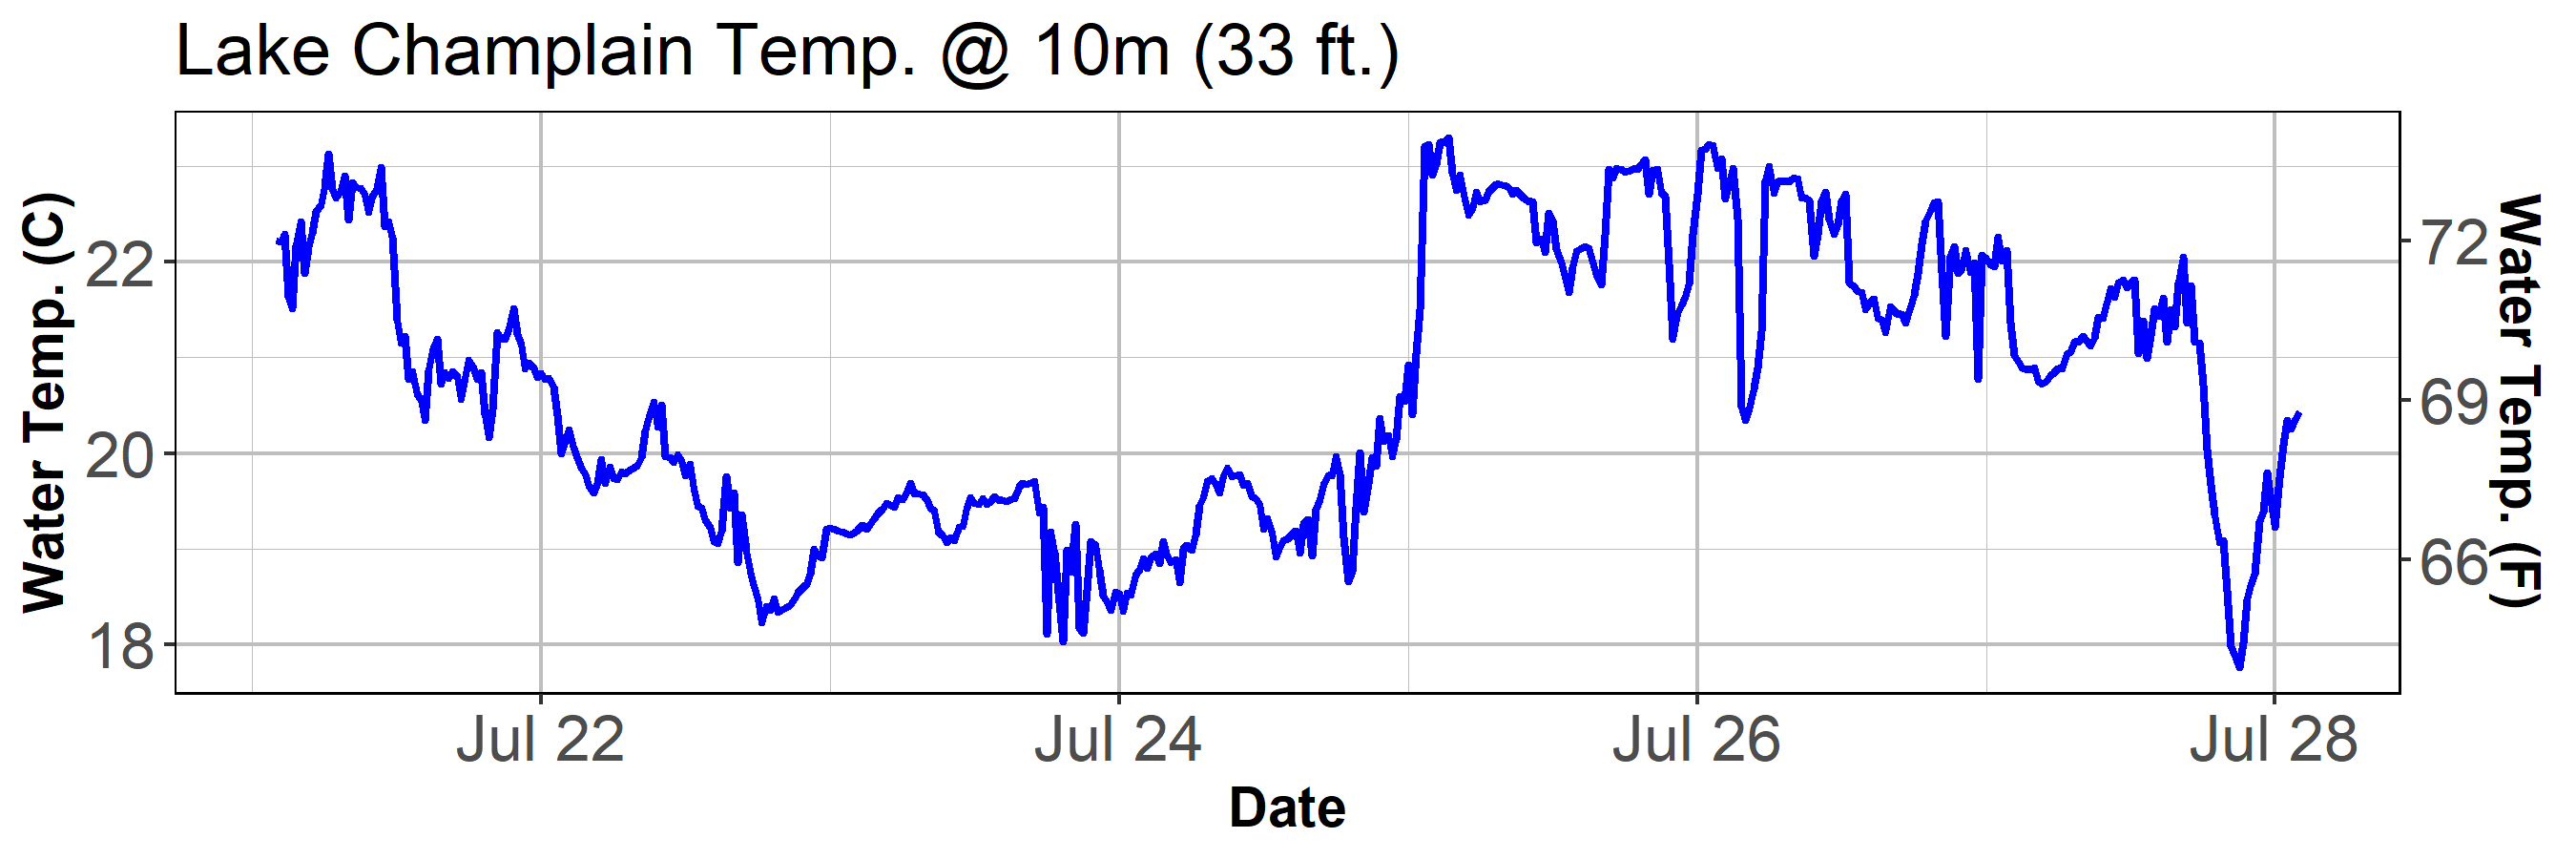 Lake Champlain Temp. @ 10m (33 ft.)
Water Temp. (C)
22
20
18
72
69
66
Water Temp. (F)
Jul 22
Jul 24
Jul 26
Jul 28
Date